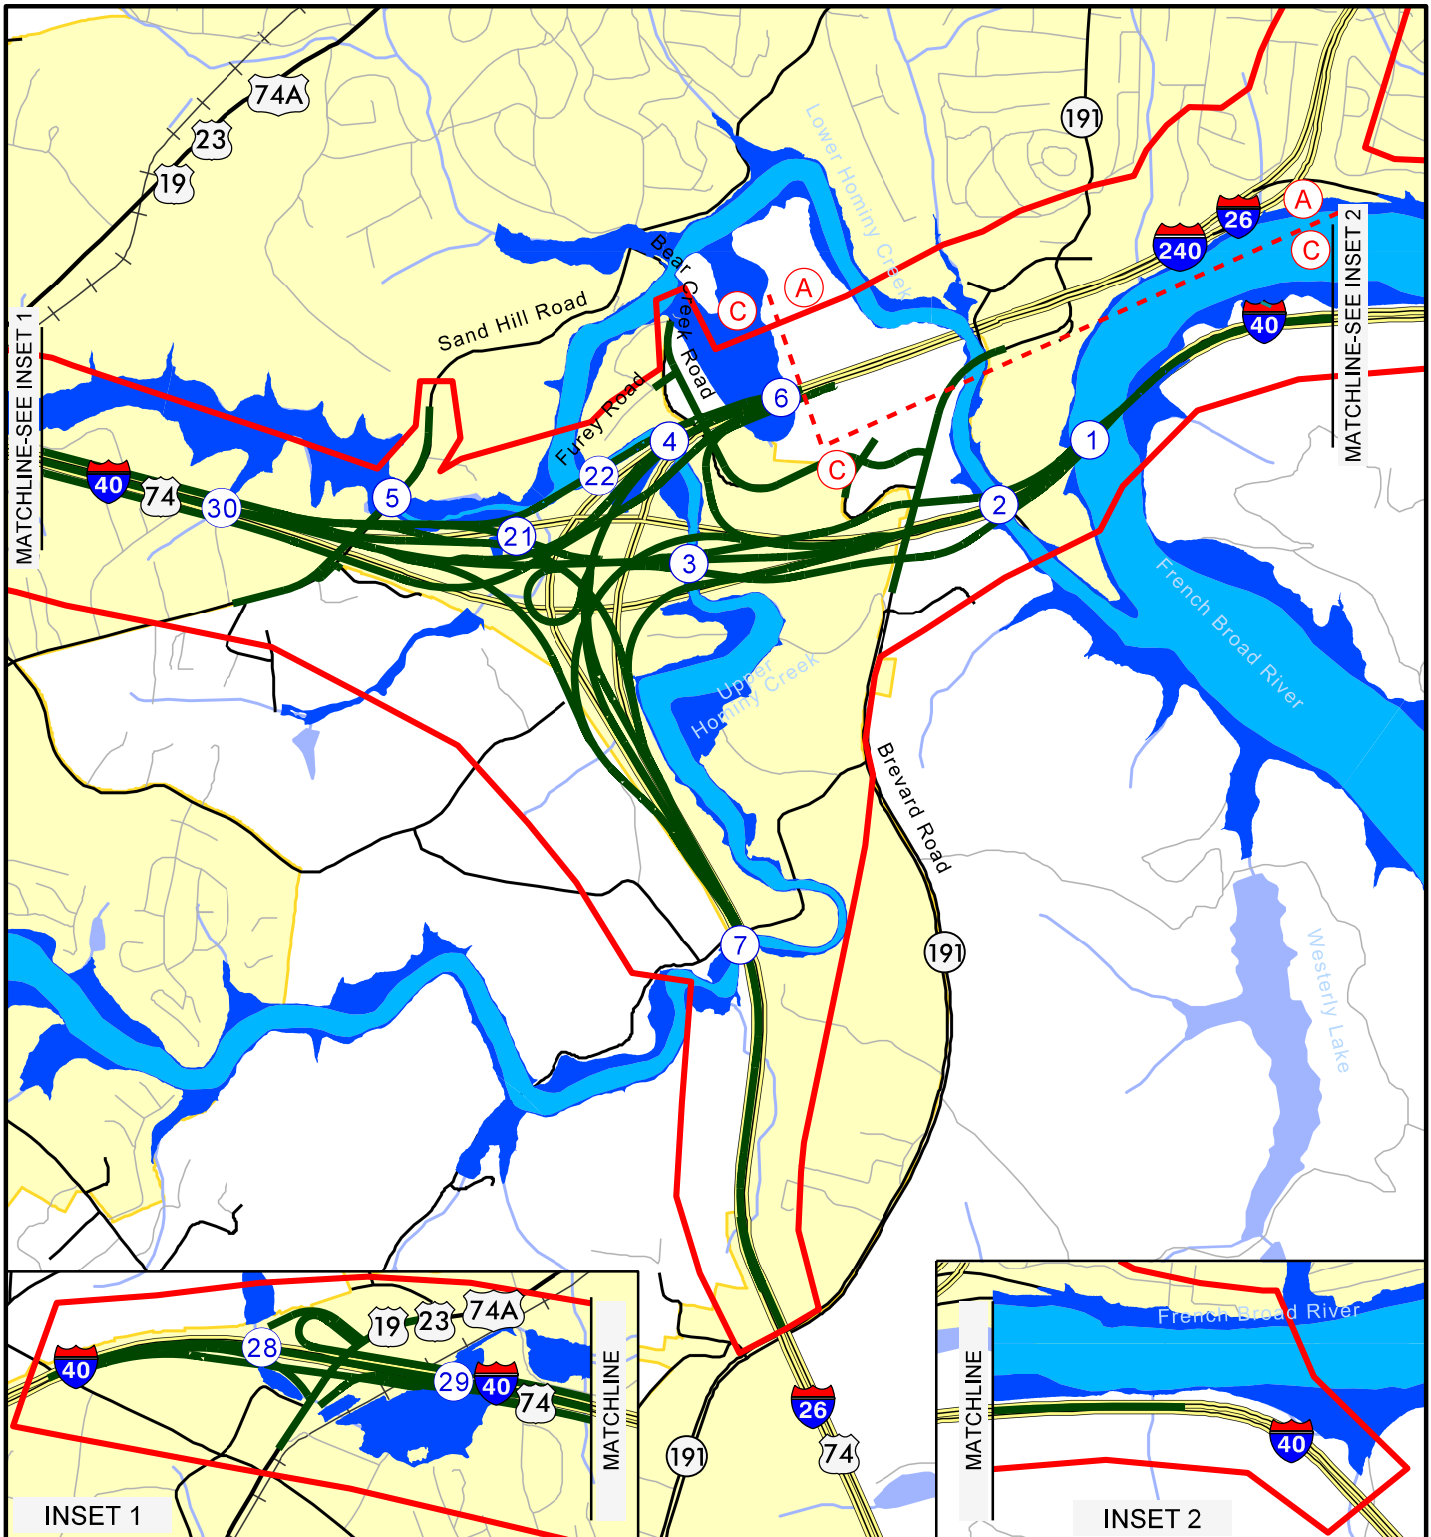 74A
23
19
191
Lower Hominy Creek
A
26
240
C
MATCHLINE-SEE INSET 2
40
Bear Creek Road
A
C
Sand Hill Road
MATCHLINE-SEE INSET 1
Furey Road
6
4
1
22
C
40
74
30
5
2
21
3
French Broad River
Upper
Hominy Creek
Brevard Road
7
191
Westerly Lake
19
23
74A
28
40
29
40
74
MATCHLINE
INSET 1
26
191
74
French Broad River
MATCHLINE
40
INSET 2